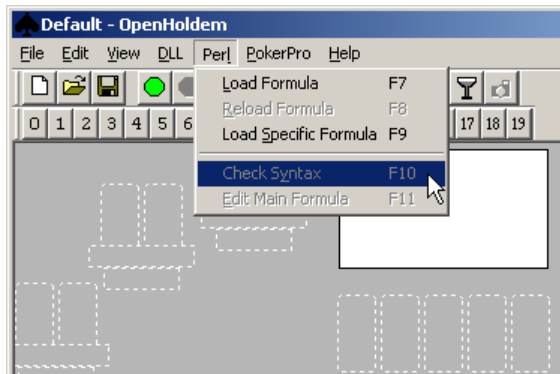 Default - OpenHoldem
File Edit View DLL Perl PokerPro Help
Load Formula F7
Reload Formula F8
Load Specific Formula F9
0 1 2 3 4 5 6 17 18 19
Check Syntax F10
Edit Main Formula F11